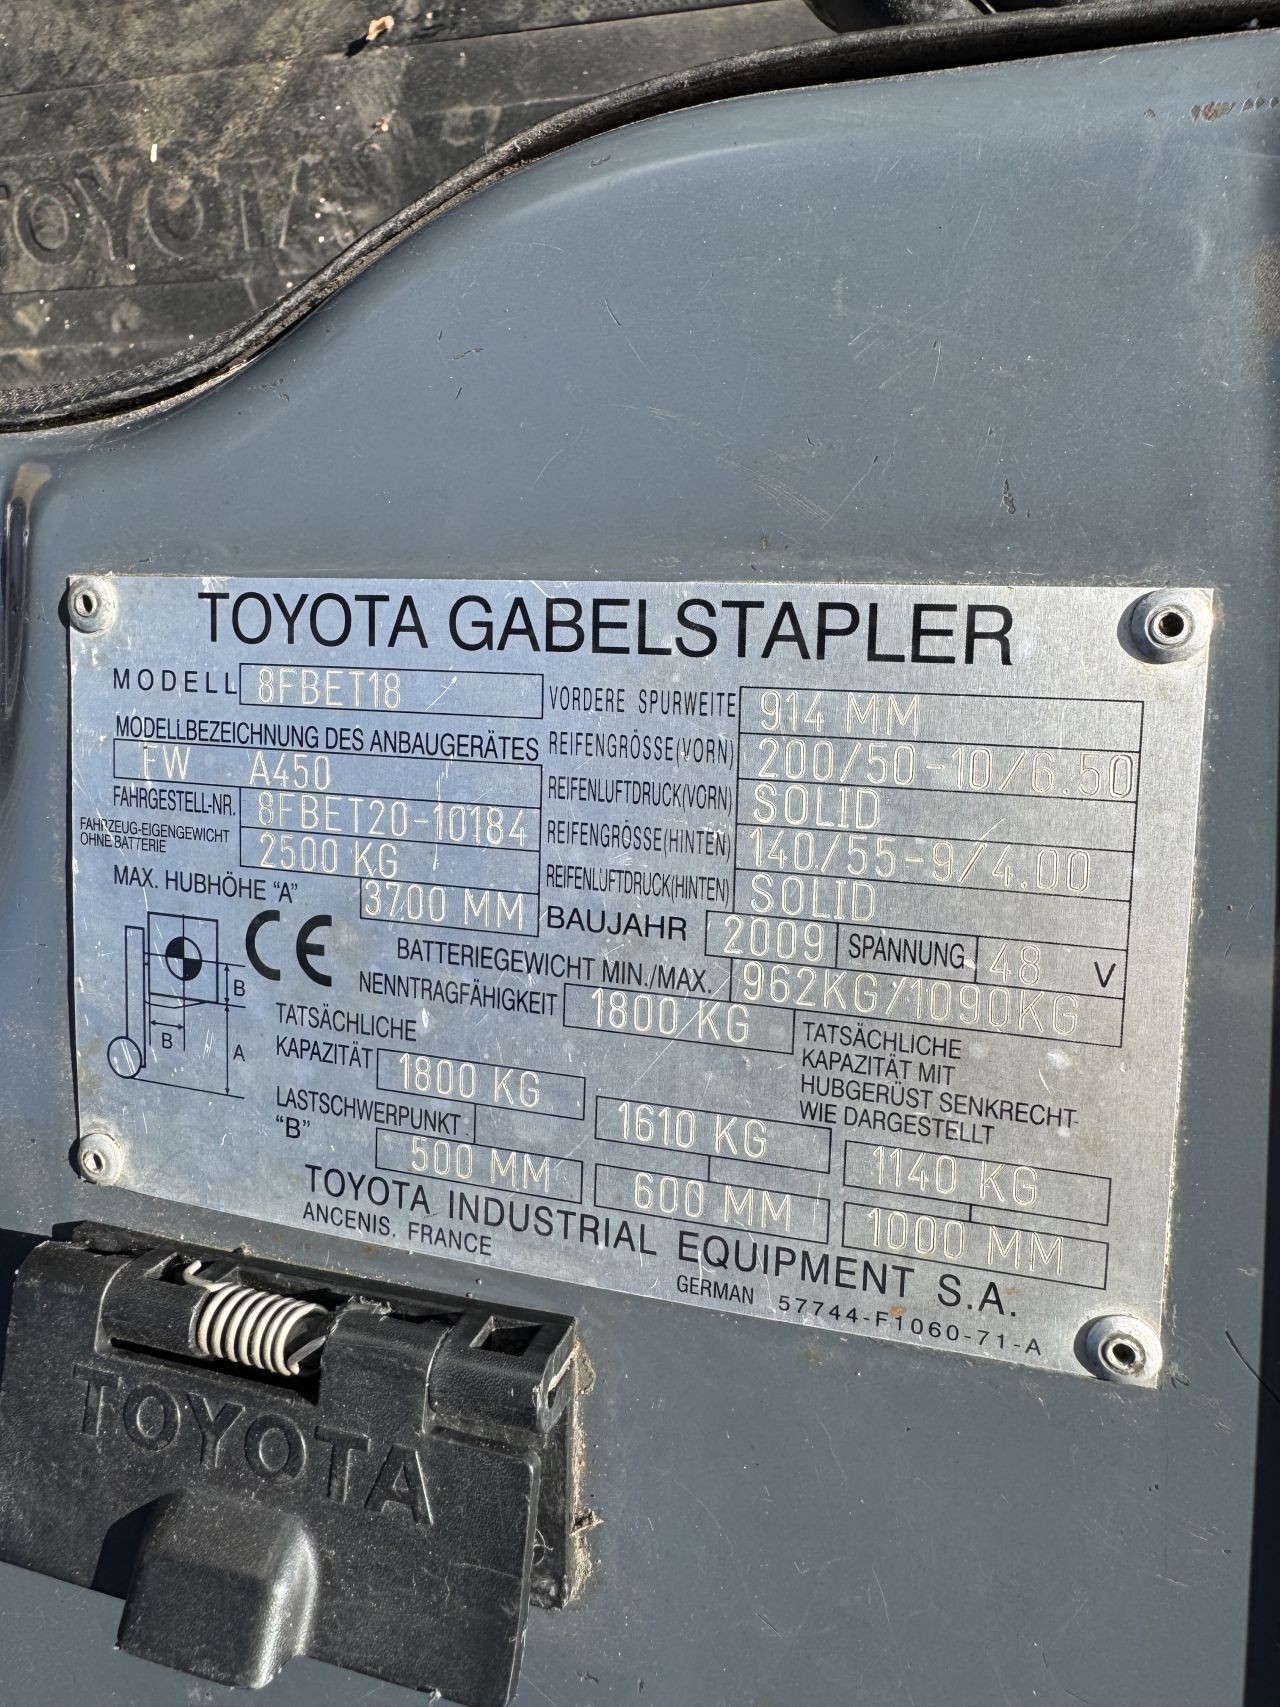 TOYOTA
TOYOTA GABELSTAPLER
MODELL 8FBET18
MODELLBEZEICHNUNG DES ANBAUGERÄTES
FW A450
FAHRGESTELL-NR. 8FBET20-10184
FAHRZEUG-EIGENGEWICHT
OHNE BATTERIE 2500 KG
MAX. HUBHÖHE “A” 3700 MM
VORDERE SPURWEITE 914 MM
REIFENGRÖSSE(VORN) 200/50-10/6.50
REIFENLUFTDRUCK(VORN) SOLID
REIFENGRÖSSE(HINTEN) 140/55-9/4.00
REIFENLUFTDRUCK(HINTEN) SOLID
BAUJAHR 2009 SPANNUNG 48 V
CE
B
B
A
BATTERIEGEWICHT MIN./MAX. 962KG/1090KG
NENNTRAGFÄHIGKEIT 1800 KG
TATSÄCHLICHE
KAPAZITÄT 1800 KG 1610 KG
TATSÄCHLICHE
KAPAZITÄT MIT
HUBGERÜST SENKRECHT-
WIE DARGESTELLT
1140 KG
LASTSCHWERPUNKT
“B” 500 MM 600 MM 1000 MM
TOYOTA INDUSTRIAL EQUIPMENT S.A.
ANCENIS. FRANCE
GERMAN 57744-F1060-71-A
TOYOTA